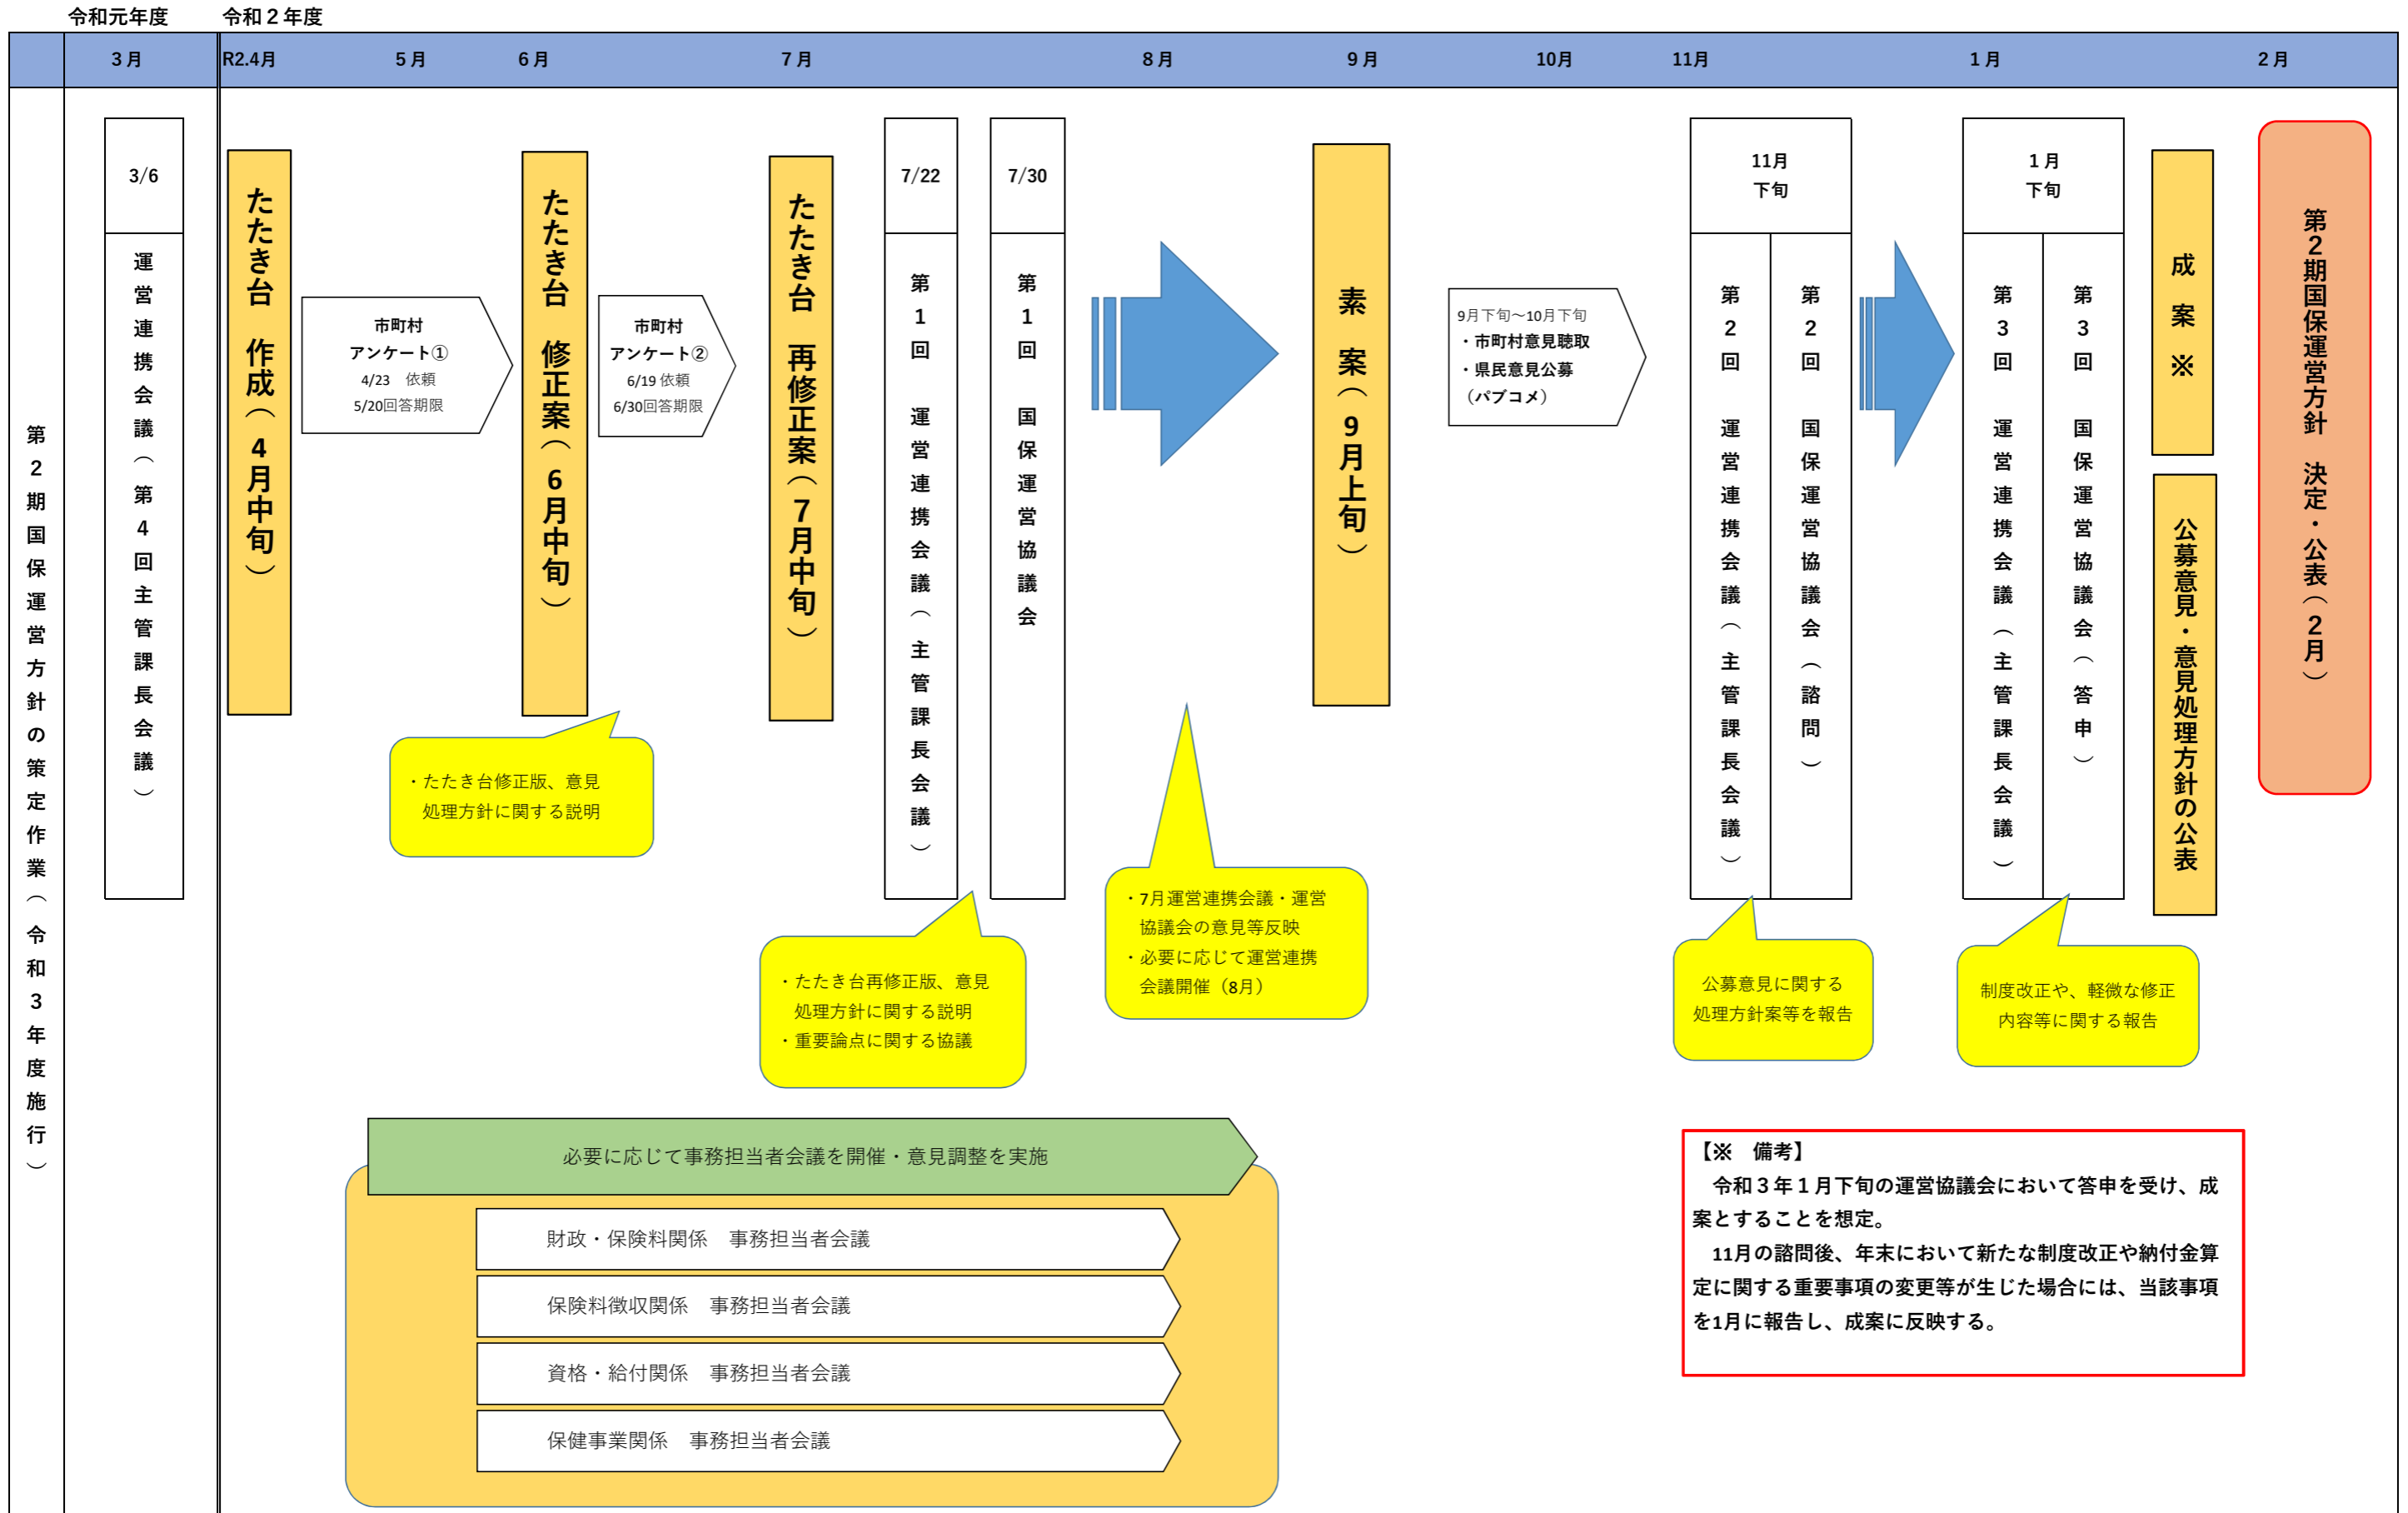 令和元年度
令和２年度
３月
R2.4月
５月
６月
７月
８月
９月
10月
11月
１月
２月
第２期国保運営方針の策定作業（令和３年度施行）
3/6
運営連携会議（第４回主管課長会議）
たたき台　作成（４月中旬）
市町村
アンケート①
4/23　依頼
5/20回答期限
たたき台　修正案（６月中旬）
市町村
アンケート②
6/19 依頼
6/30回答期限
たたき台　再修正案（７月中旬）
7/22
第１回　運営連携会議（主管課長会議）
7/30
第１回　国保運営協議会
素　案（９月上旬）
9月下旬～10月下旬
・市町村意見聴取
・県民意見公募
（パブコメ）
11月
下旬
第２回　運営連携会議（主管課長会議）
第２回　国保運営協議会（諮問）
１月
下旬
第３回　運営連携会議（主管課長会議）
第３回　国保運営協議会（答申）
成　案　※
公募意見・意見処理方針の公表
第２期国保運営方針　決定・公表（２月）
・たたき台修正版、意見
処理方針に関する説明
・たたき台再修正版、意見
処理方針に関する説明
・重要論点に関する協議
・7月運営連携会議・運営
協議会の意見等反映
・必要に応じて運営連携
会議開催（8月）
公募意見に関する
処理方針案等を報告
制度改正や、軽微な修正
内容等に関する報告
必要に応じて事務担当者会議を開催・意見調整を実施
財政・保険料関係　事務担当者会議
保険料徴収関係　事務担当者会議
資格・給付関係　事務担当者会議
保健事業関係　事務担当者会議
【※　備考】
令和３年１月下旬の運営協議会において答申を受け、成
案とすることを想定。
11月の諮問後、年末において新たな制度改正や納付金算
定に関する重要事項の変更等が生じた場合には、当該事項
を1月に報告し、成案に反映する。